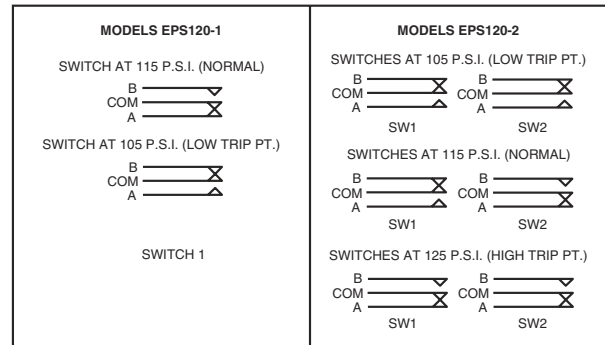 MODELS EPS120-1
SWITCH AT 115 P.S.I. (NORMAL)
B
COM
A
SWITCH AT 105 P.S.I. (LOW TRIP PT.)
B
COM
A
SWITCH 1
MODELS EPS120-2
SWITCHES AT 105 P.S.I. (LOW TRIP PT.)
B B
COM COM
A A
SW1 SW2
SWITCHES AT 115 P.S.I. (NORMAL)
B B
COM COM
A A
SW1 SW2
SWITCHES AT 125 P.S.I. (HIGH TRIP PT.)
B B
COM COM
A A
SW1 SW2